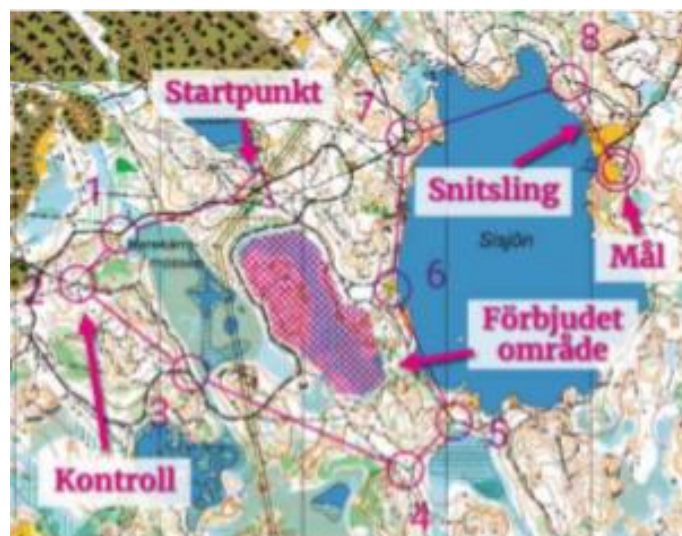 8
Startpunkt
7
Snitsling
1
Sisjön
Mål
2
6
Förbjudet
område
3
5
Kontroll
4